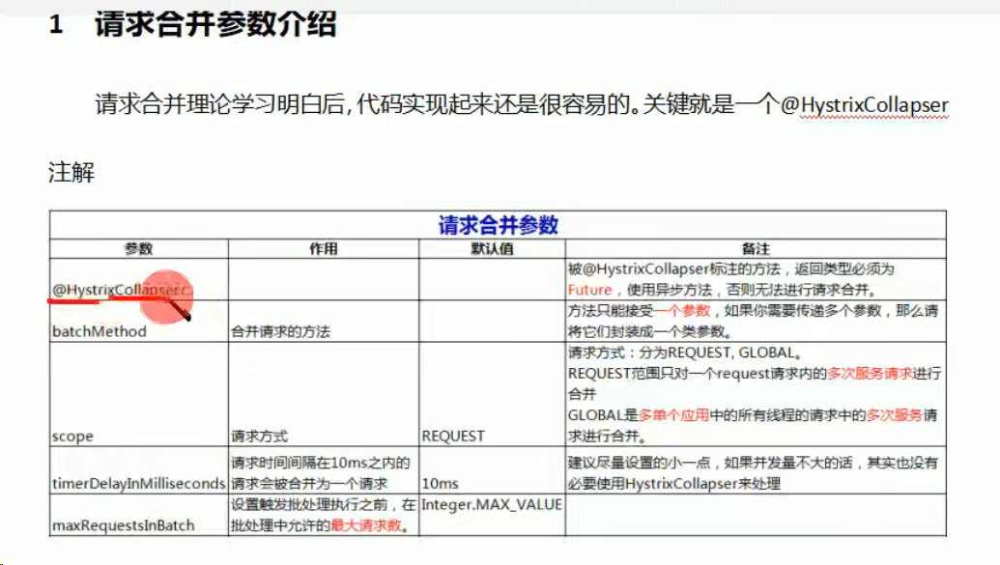 1 请求合并参数介绍
请求合并理论学习明白后,代码实现起来还是很容易的。关键就是一个@HystrixCollapser
注解
请求合并参数
参数 作用 默认值 备注
被@HystrixCollapser标注的方法，返回类型必须为
@HystrixCollapser Future，使用异步方法，否则无法进行请求合并。
方法只能接受一个参数，如果你需要传递多个参数，那么请
batchMethod 合并请求的方法 将它们封装成一个类参数。
请求方式：分为REQUEST, GLOBAL。
REQUEST范围只对一个request请求内的多次服务请求进行
合并
GLOBAL是多单个应用中的所有线程的请求中的多次服务请
scope 请求方式 REQUEST 求进行合并。
请求时间间隔在10ms之内的 建议尽量设置的小一点，如果并发量不大的话，其实也没有
timerDelayInMilliseconds 请求会被合并为一个请求 10ms 必要使用HystrixCollapser来处理
设置触发批处理执行之前，在 Integer.MAX_VALUE
maxRequestsInBatch 批处理中允许的最大请求数。